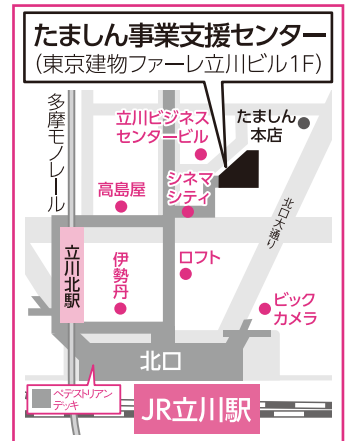 たましん事業支援センター
(東京建物ファーレ立川ビル1F)
多摩モノレール
立川ビジネス
センタービル
たましん
本店
シネマ
シティ
高島屋
北口大通り
立川北駅
伊勢丹
ロフト
ビック
カメラ
北口
ペデストリアン
デッキ
JR立川駅